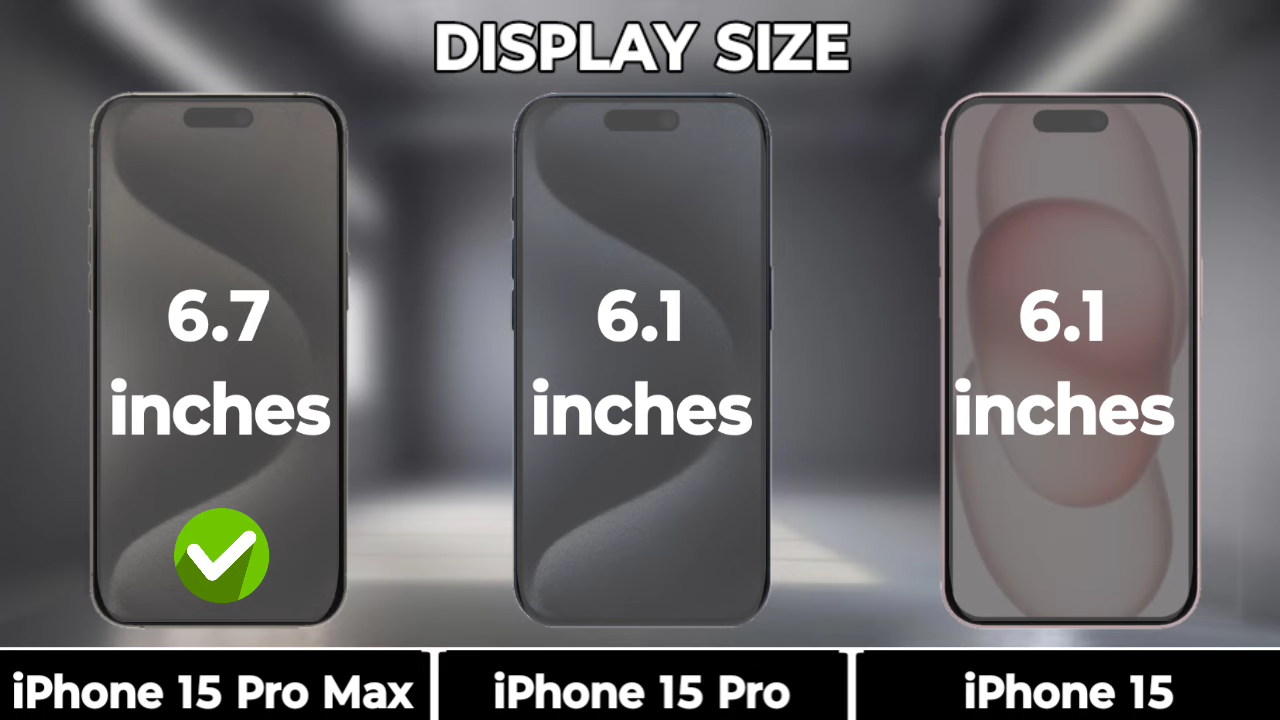 DISPLAY SIZE
6.7
inches
6.1
inches
6.1
inches
iPhone 15 Pro Max
iPhone 15 Pro
iPhone 15